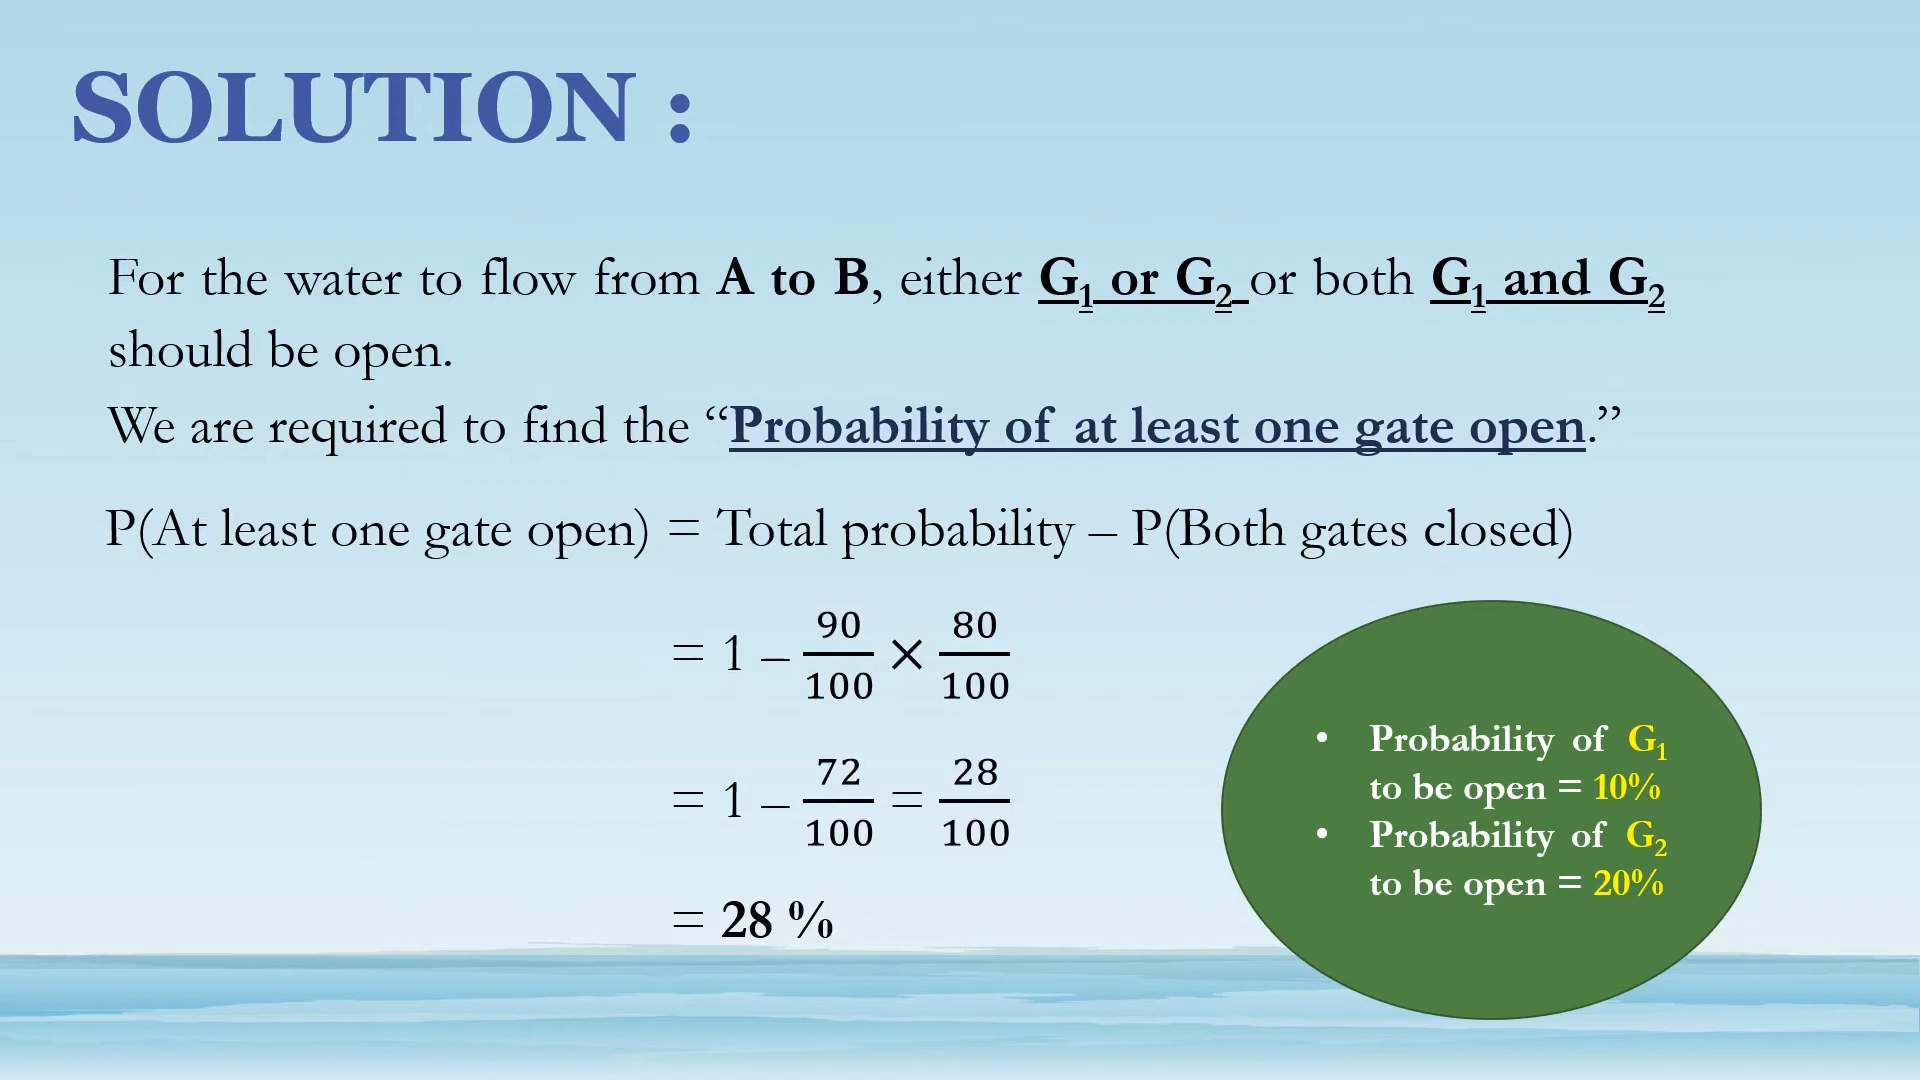 SOLUTION :
For the water to flow from A to B, either G₁ or G₂ or both G₁ and G₂
should be open.
We are required to find the “Probability of at least one gate open.”
P(At least one gate open) = Total probability – P(Both gates closed)
= 1 – 90/100 × 80/100
= 1 – 72/100 = 28/100
= 28 %
• Probability of G₁
to be open = 10%
• Probability of G₂
to be open = 20%